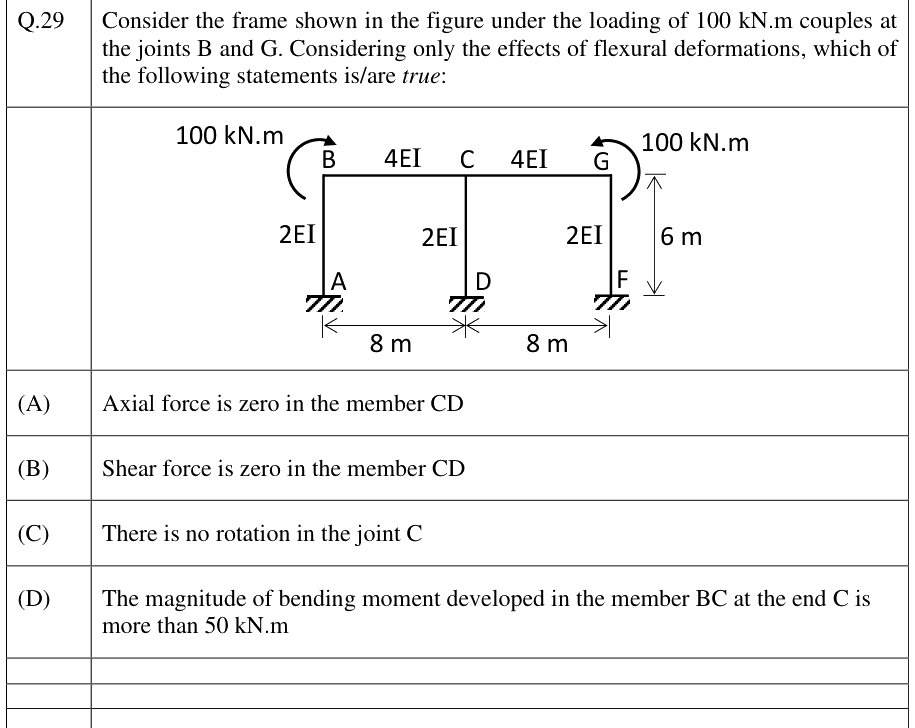 Q.29 Consider the frame shown in the figure under the loading of 100 kN.m couples at
the joints B and G. Considering only the effects of flexural deformations, which of
the following statements is/are true:
100 kN.m 100 kN.m
B 4EI C 4EI G
2EI 2EI 2EI 6 m
A D F
8 m 8 m
(A) Axial force is zero in the member CD
(B) Shear force is zero in the member CD
(C) There is no rotation in the joint C
(D) The magnitude of bending moment developed in the member BC at the end C is
more than 50 kN.m